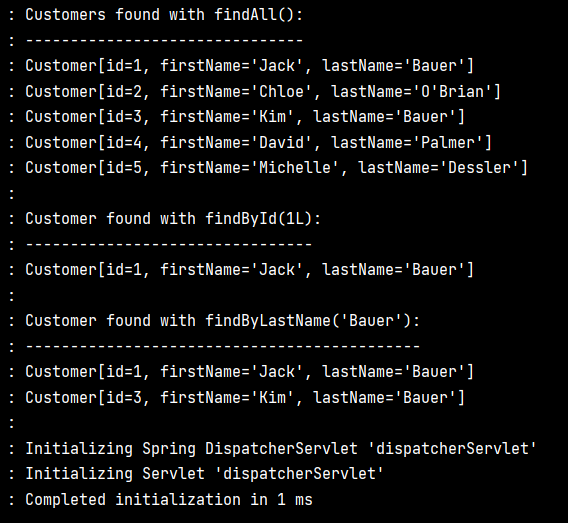 : Customers found with findAll():
: -------------------------------
: Customer[id=1, firstName='Jack', lastName='Bauer']
: Customer[id=2, firstName='Chloe', lastName='O'Brian']
: Customer[id=3, firstName='Kim', lastName='Bauer']
: Customer[id=4, firstName='David', lastName='Palmer']
: Customer[id=5, firstName='Michelle', lastName='Dessler']
:
: Customer found with findById(1L):
: --------------------------------
: Customer[id=1, firstName='Jack', lastName='Bauer']
:
: Customer found with findByLastName('Bauer'):
: --------------------------------------------
: Customer[id=1, firstName='Jack', lastName='Bauer']
: Customer[id=3, firstName='Kim', lastName='Bauer']
:
: Initializing Spring DispatcherServlet 'dispatcherServlet'
: Initializing Servlet 'dispatcherServlet'
: Completed initialization in 1 ms